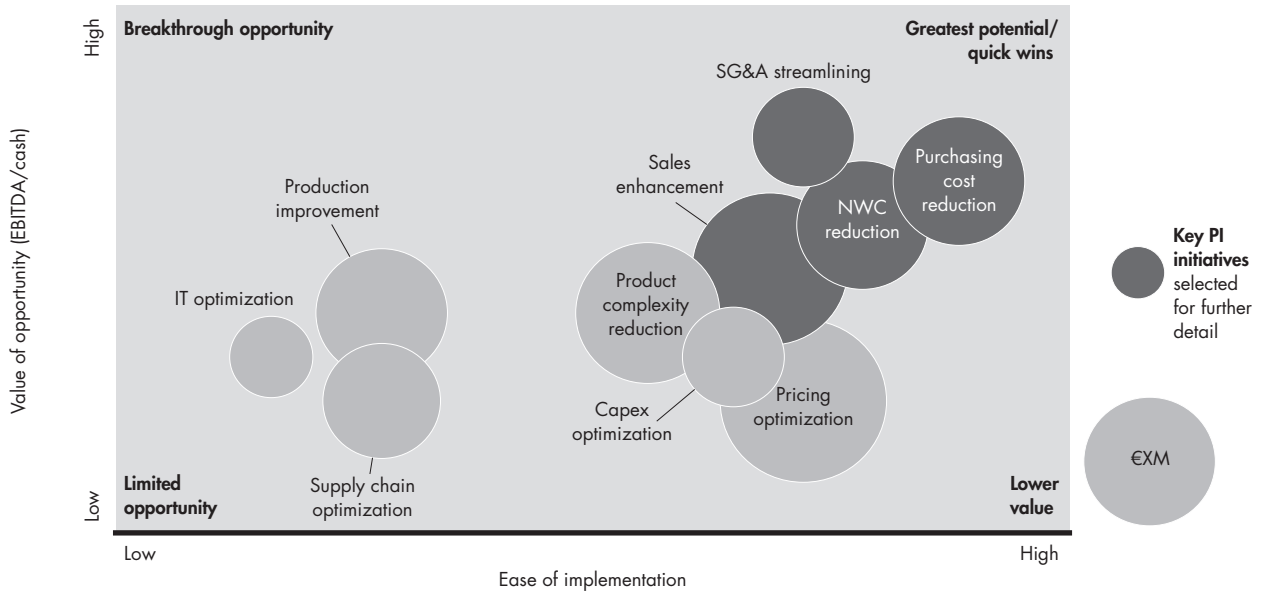 High
Breakthrough opportunity
Greatest potential/
quick wins
SG&A streamlining
Purchasing
cost
reduction
Sales
enhancement
NWC
reduction
Production
improvement
IT optimization
Product
complexity
reduction
Capex
optimization
Pricing
optimization
Supply chain
optimization
Limited
opportunity
Lower
value
Low
Value of opportunity (EBITDA/cash)
Low
High
Ease of implementation
Key PI
initiatives
selected
for further
detail
€XM